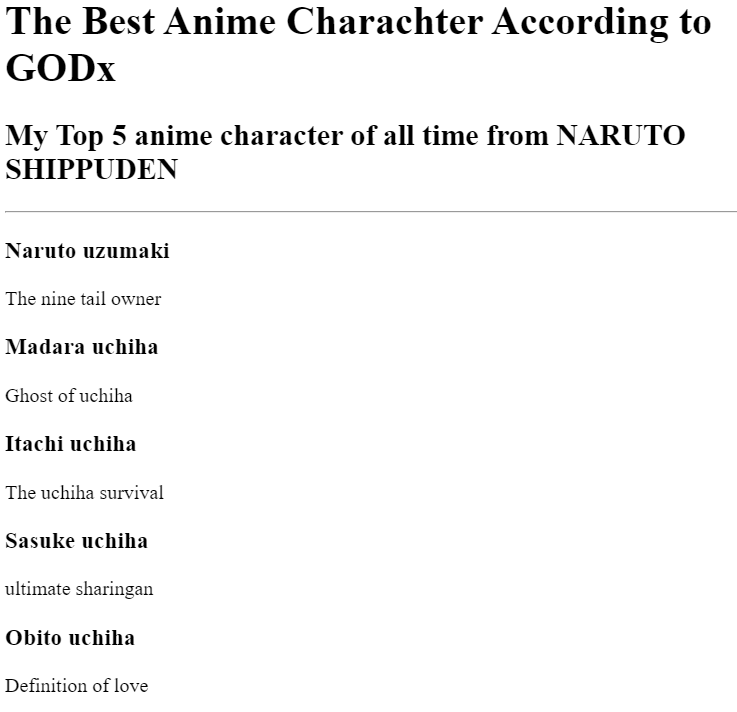 The Best Anime Charachter According to
GODx
My Top 5 anime character of all time from NARUTO
SHIPPUDEN
Naruto uzumaki
The nine tail owner
Madara uchiha
Ghost of uchiha
Itachi uchiha
The uchiha survival
Sasuke uchiha
ultimate sharingan
Obito uchiha
Definition of love